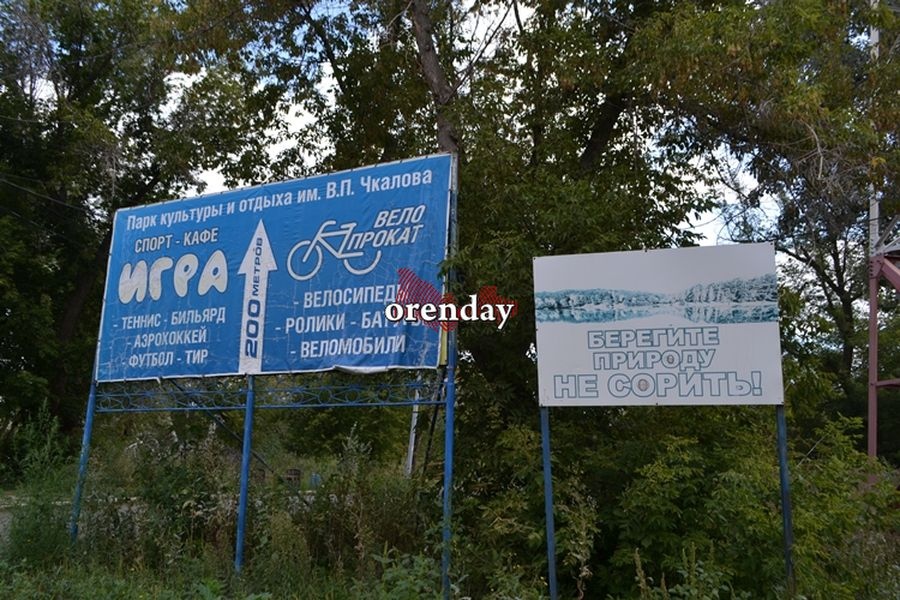 Парк культуры и отдыха им. В.П. Чкалова
СПОРТ - КАФЕ
ИГРА
- ТЕННИС - БИЛЬЯРД
- АЭРОХОККЕЙ
ФУТБОЛ - ТИР
200 МЕТРОВ
ВЕЛО
ПРОКАТ
- ВЕЛОСИПЕДЫ
- РОЛИКИ - БАТУТЫ
- ВЕЛОМОБИЛИ
orenday
БЕРЕГИТЕ
ПРИРОДУ
НЕ СОРИТЬ!